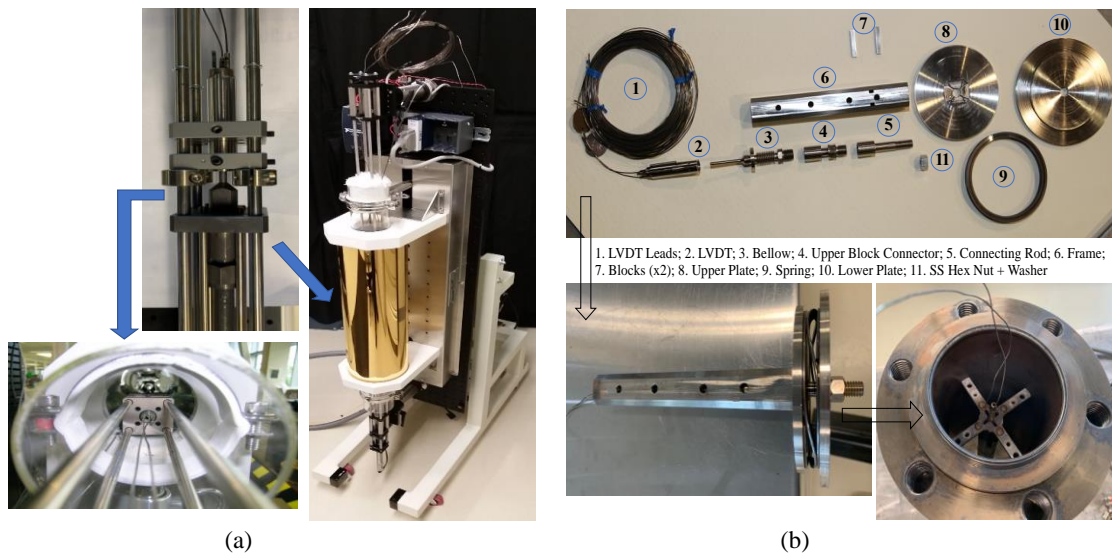 7
8
10
6
1
5
4
3
2
11
9
1. LVDT Leads; 2. LVDT; 3. Bellow; 4. Upper Block Connector; 5. Connecting Rod; 6. Frame;
7. Blocks (x2); 8. Upper Plate; 9. Spring; 10. Lower Plate; 11. SS Hex Nut + Washer
(a)
(b)